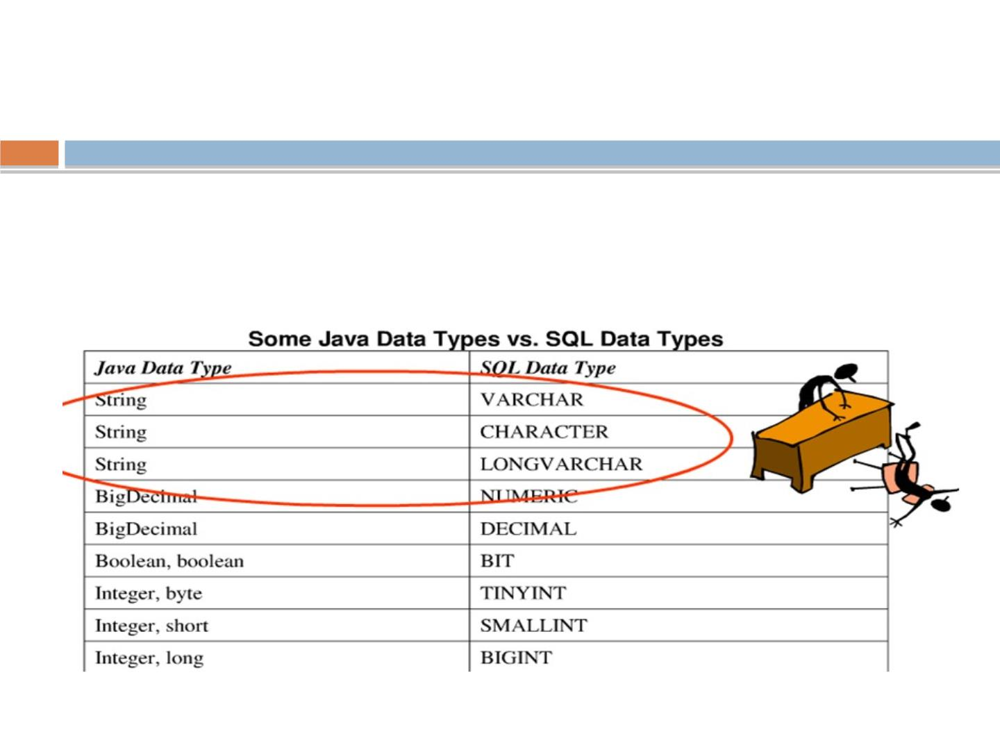 Some Java Data Types vs. SQL Data Types
Java Data Type SQL Data Type
String VARCHAR
String CHARACTER
String LONGVARCHAR
BigDecimal NUMERIC
BigDecimal DECIMAL
Boolean, boolean BIT
Integer, byte TINYINT
Integer, short SMALLINT
Integer, long BIGINT